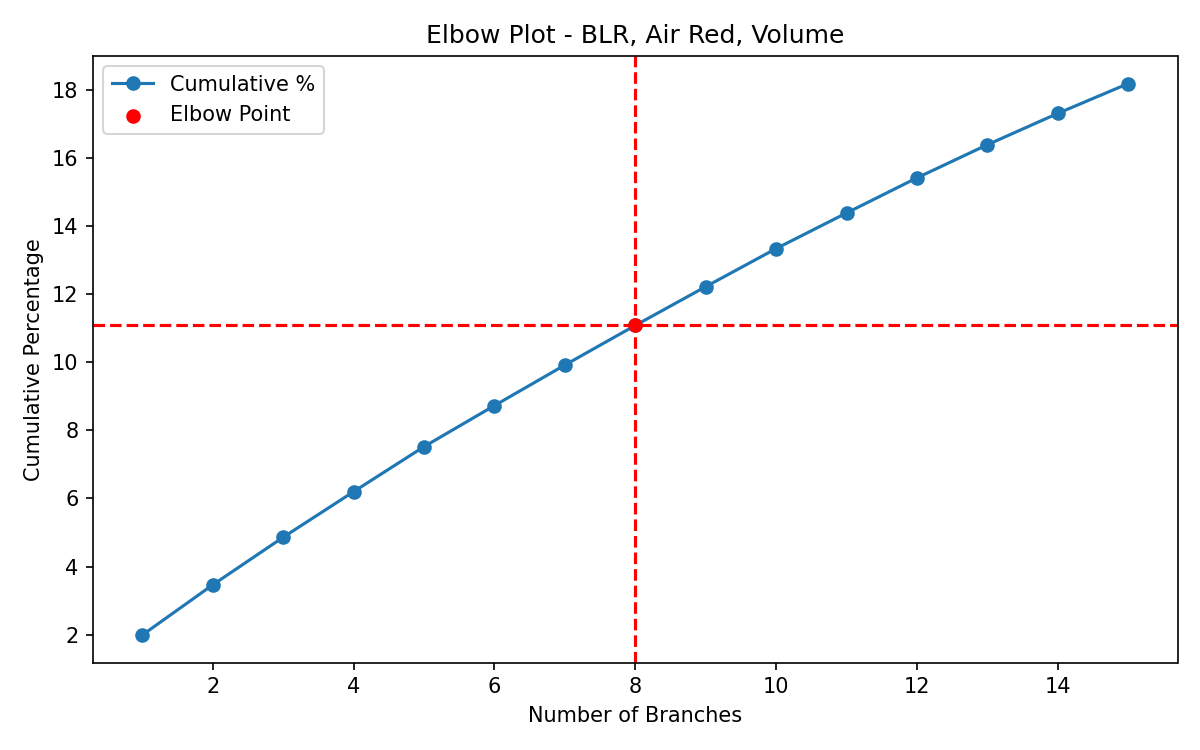 Elbow Plot - BLR, Air Red, Volume
Cumulative %
Elbow Point
Cumulative Percentage
18
16
14
12
10
8
6
4
2
2 4 6 8 10 12 14
Number of Branches